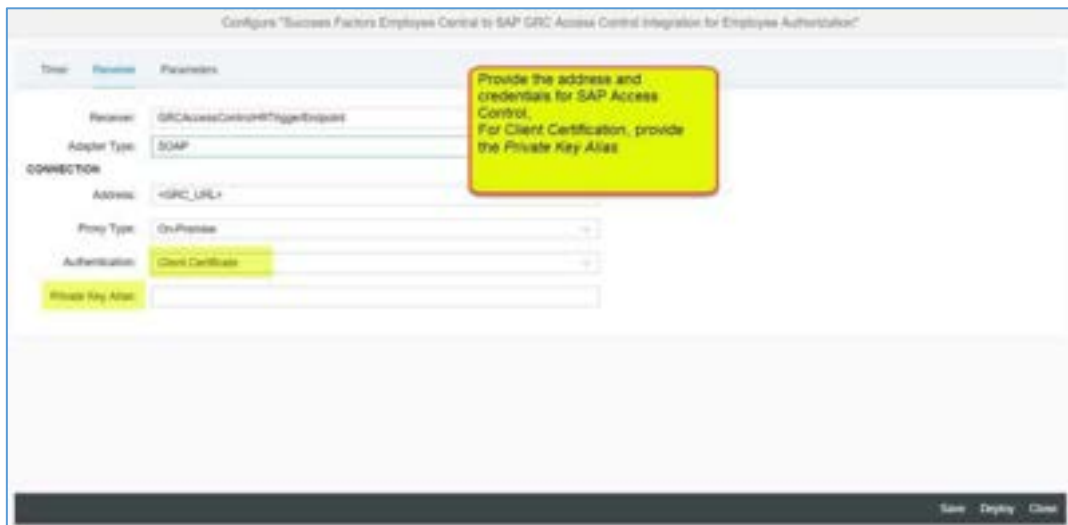 Configure "Success Factors Employee Central to SAP GRC Access Control Integration for Employee Authorization"
Timer Receiver Parameters
Provide the address and
credentials for SAP Access
Control,
For Client Certification, provide
the Private Key Alias
Receiver: GRCAccessControlHRTriggerEndpoint
Adapter Type: SOAP
CONNECTION
Address: <GRC_URL>
Proxy Type: On-Premise
Authentication: Client Certificate
Private Key Alias:
Save Deploy Close